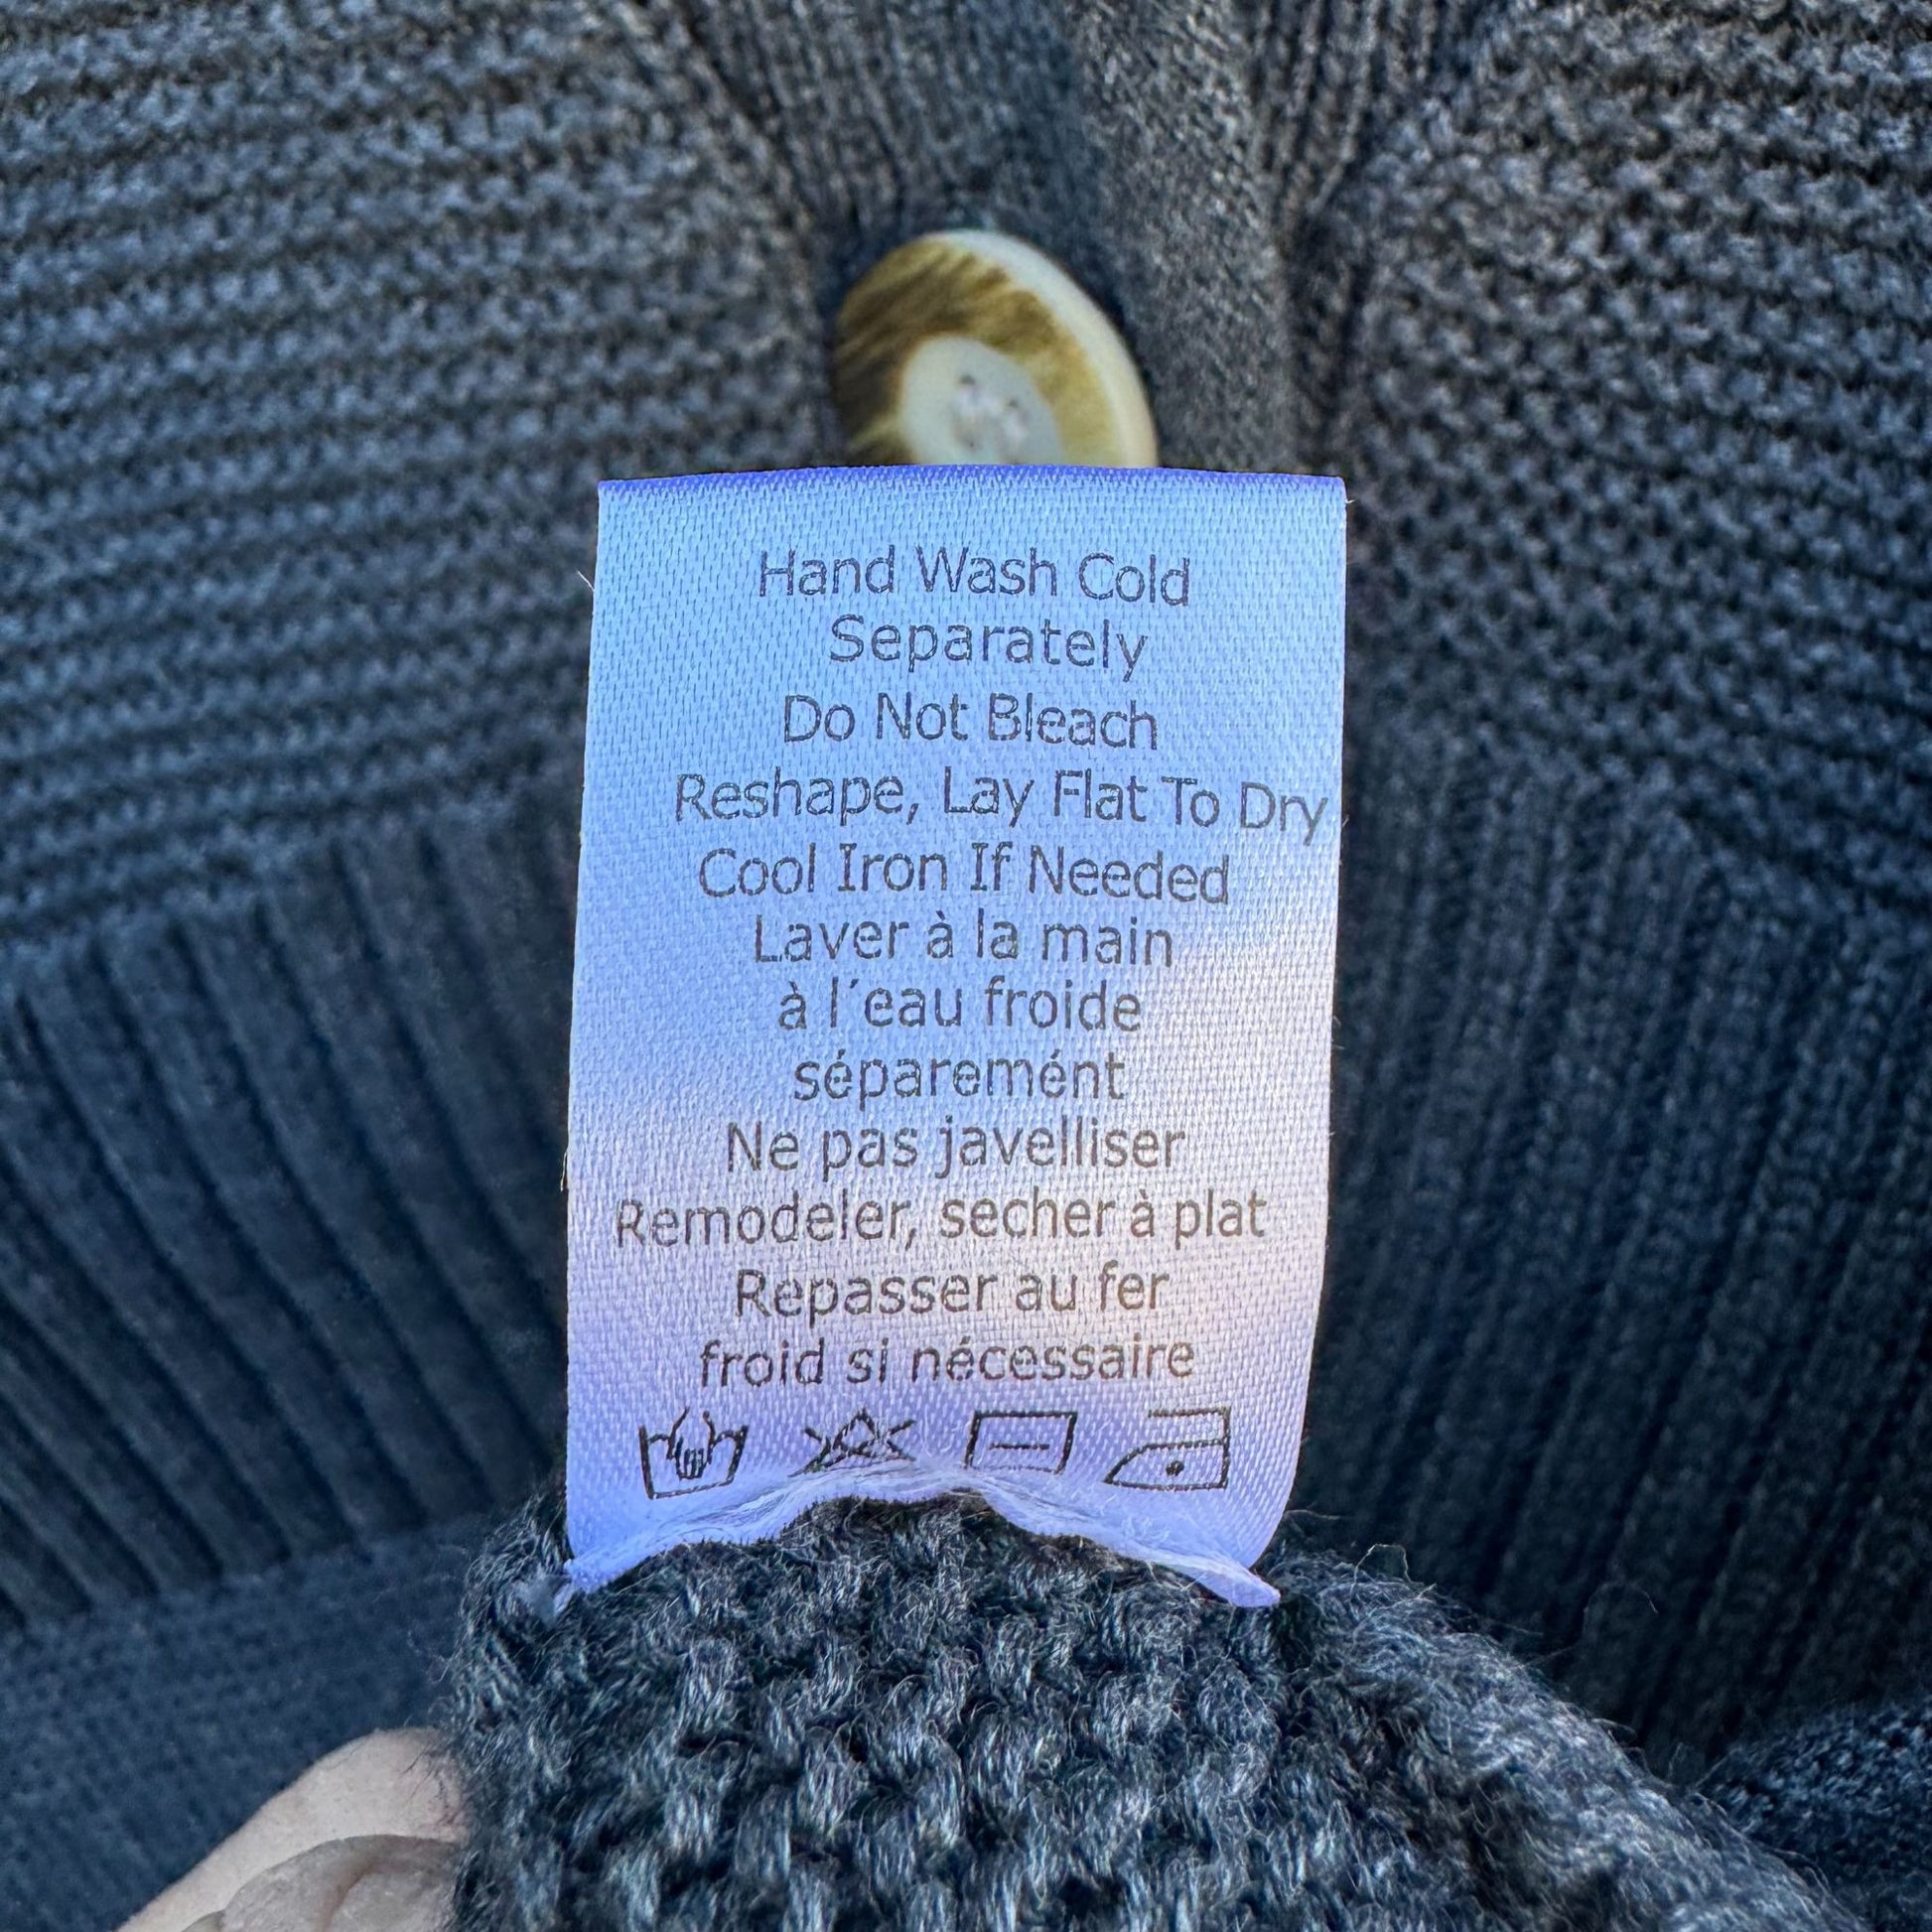 Hand Wash Cold
Separately
Do Not Bleach
Reshape, Lay Flat To Dry
Cool Iron If Needed
Laver à la main
à l´eau froide
séparemént
Ne pas javelliser
Remodeler, secher à plat
Repasser au fer
froid si nécessaire